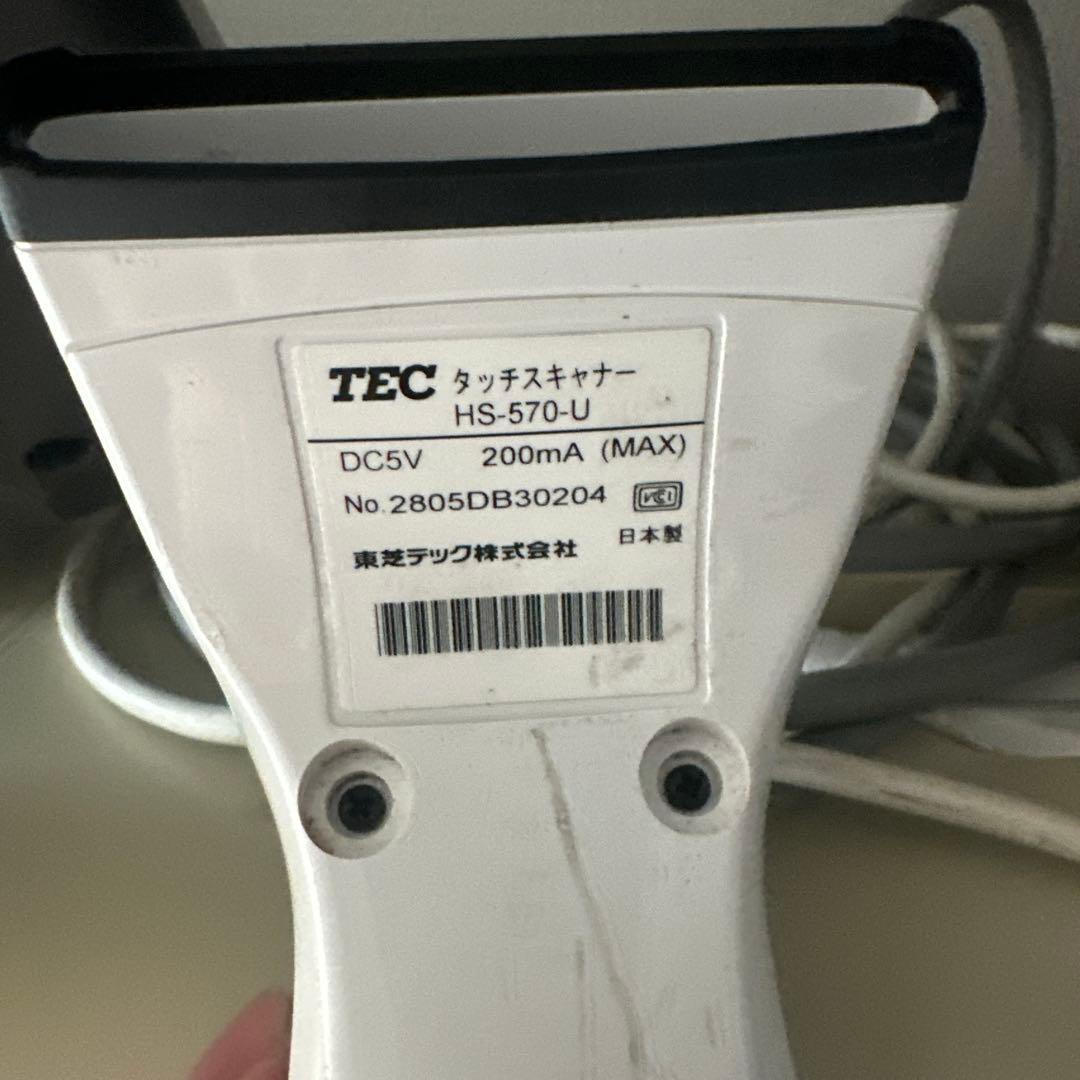 TEC タッチスキャナー
HS-570-U
DC5V 200mA (MAX)
No.2805DB30204 VCCI
日本製
東芝テック株式会社